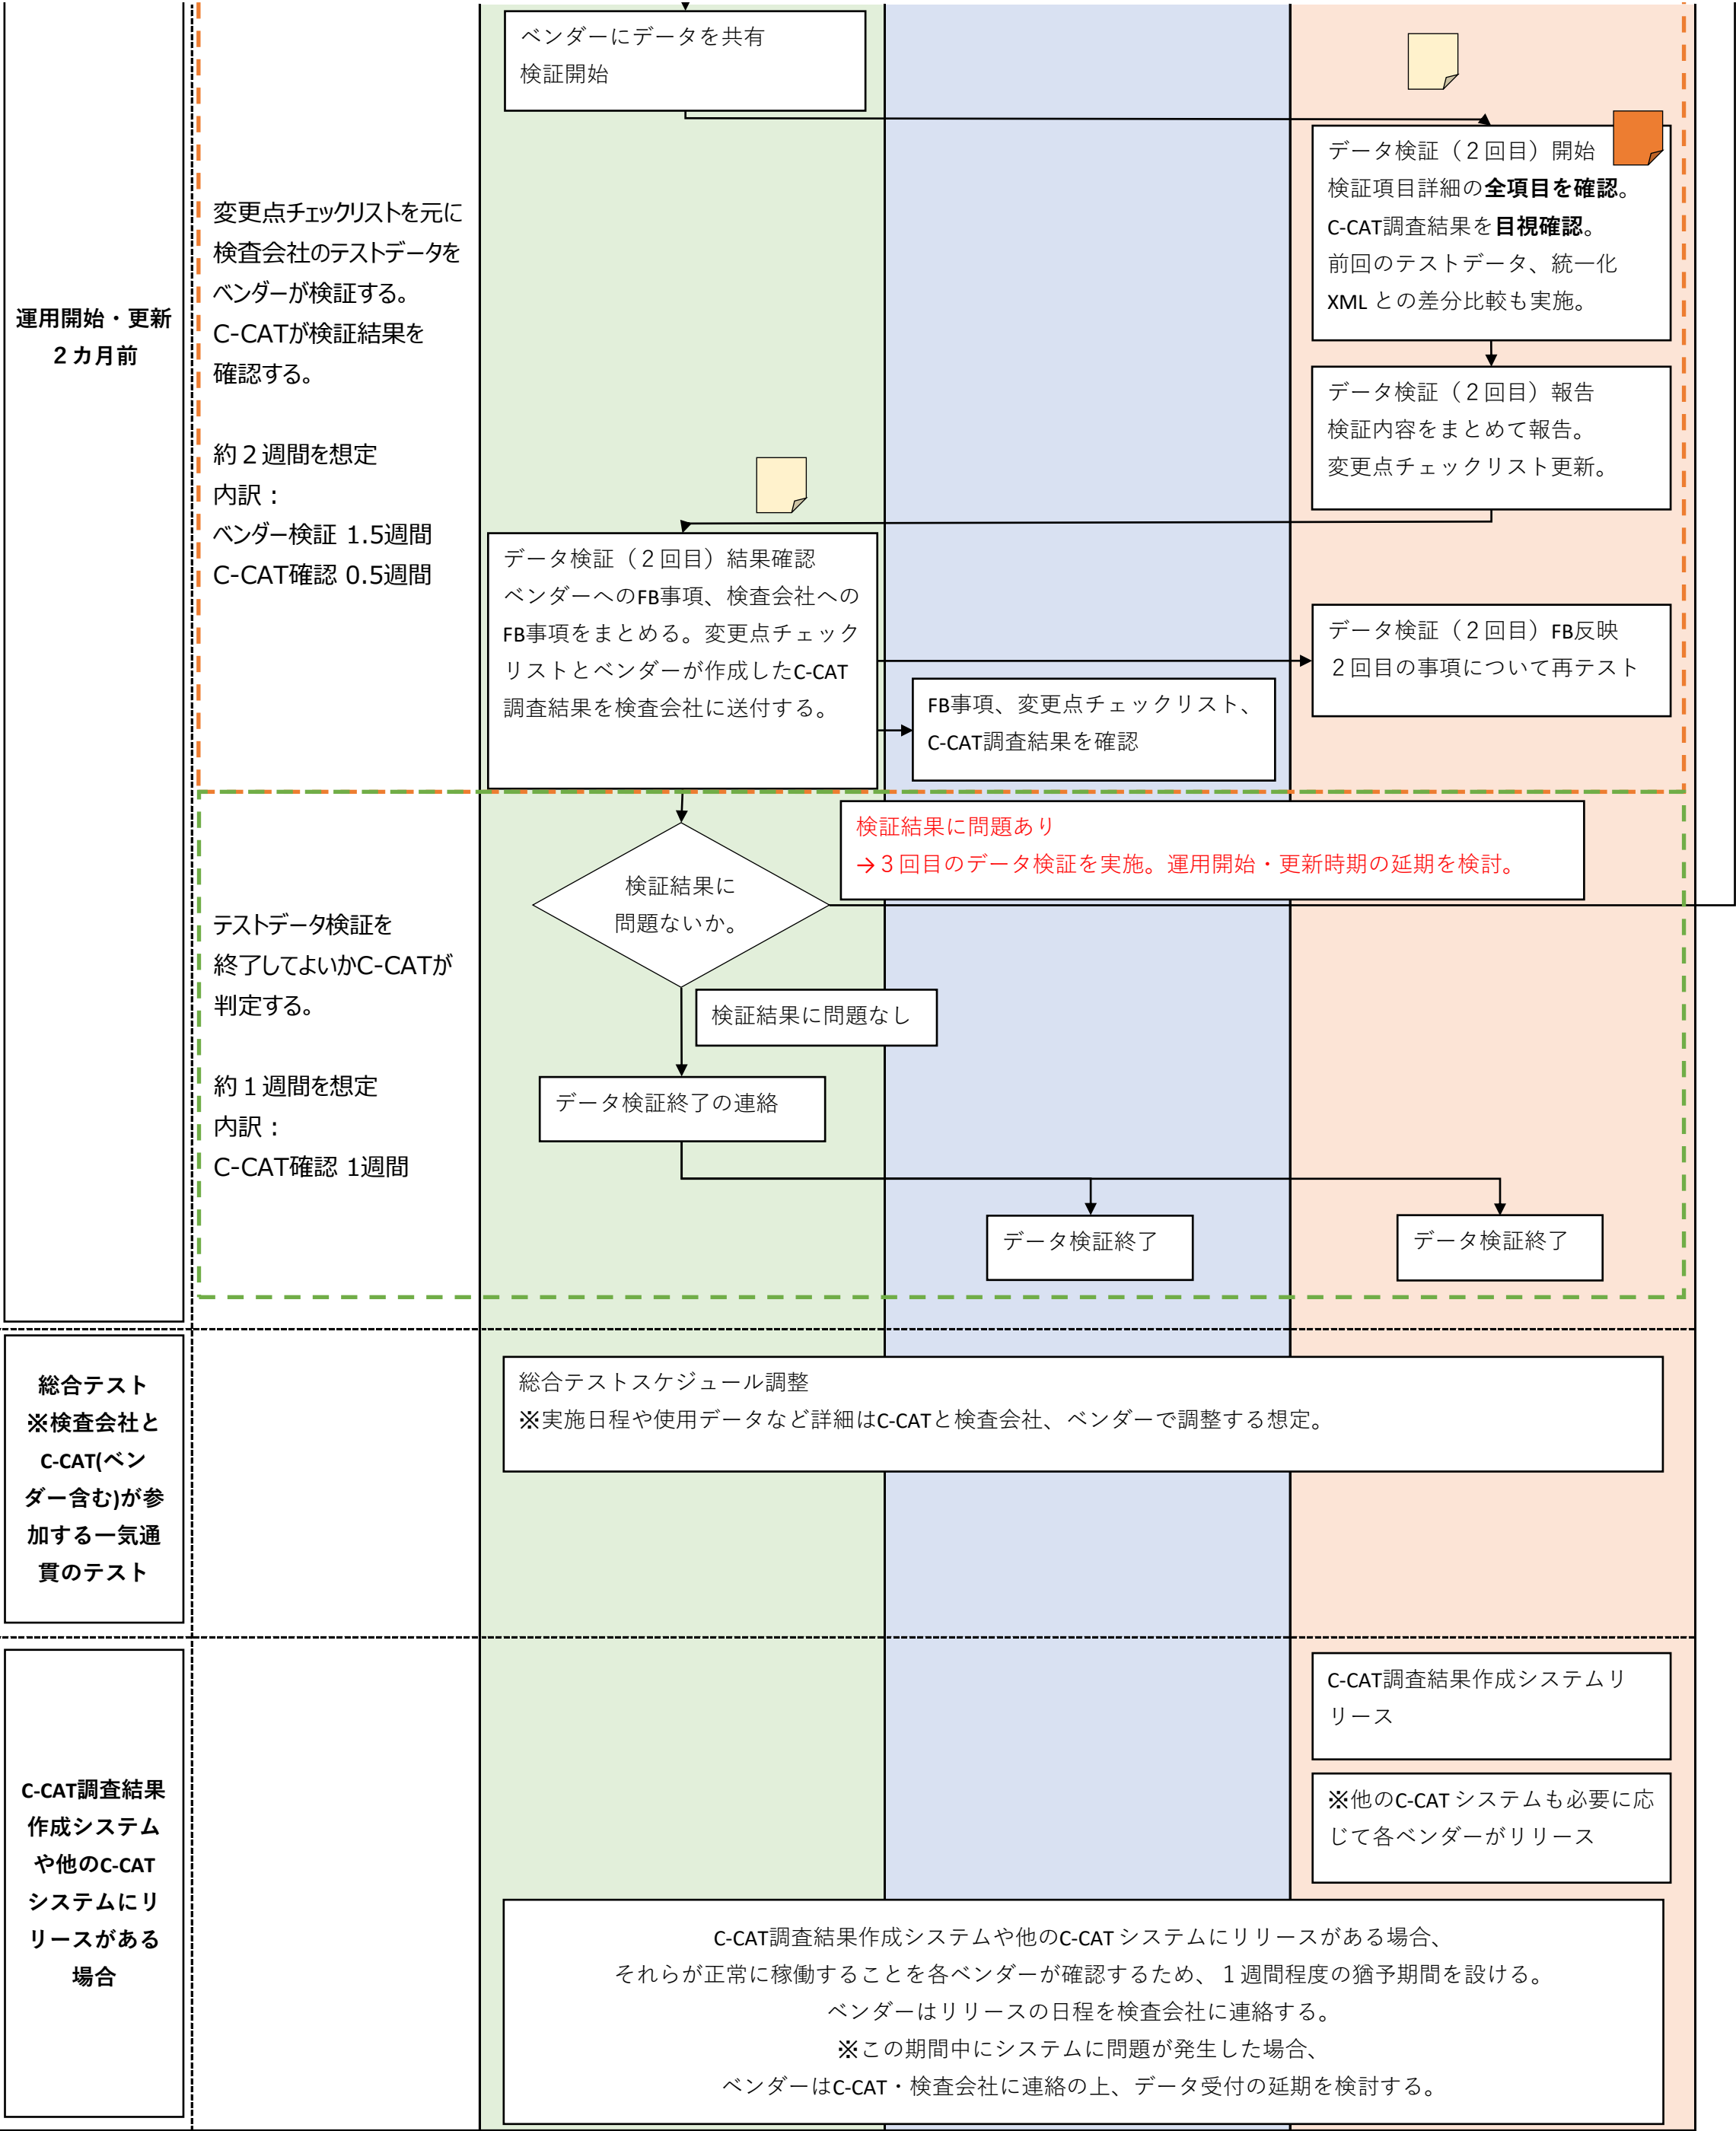 ベンダーにデータを共有
検証開始
データ検証（２回目）開始
検証項目詳細の全項目を確認。
C-CAT調査結果を目視確認。
前回のテストデータ、統一化
XML との差分比較も実施。
運用開始・更新
２カ月前
変更点チェックリストを元に
検査会社のテストデータを
ベンダーが検証する。
C-CATが検証結果を
確認する。
約２週間を想定
内訳：
ベンダー検証 1.5週間
C-CAT確認 0.5週間
データ検証（２回目）報告
検証内容をまとめて報告。
変更点チェックリスト更新。
データ検証（２回目）結果確認
ベンダーへのFB事項、検査会社への
FB事項をまとめる。変更点チェック
リストとベンダーが作成したC-CAT
調査結果を検査会社に送付する。
データ検証（２回目）FB反映
２回目の事項について再テスト
FB事項、変更点チェックリスト、
C-CAT調査結果を確認
検証結果に問題あり
→３回目のデータ検証を実施。運用開始・更新時期の延期を検討。
検証結果に
問題ないか。
テストデータ検証を
終了してよいかC-CATが
判定する。
約１週間を想定
内訳：
C-CAT確認 1週間
検証結果に問題なし
データ検証終了の連絡
データ検証終了
データ検証終了
総合テスト
※検査会社と
C-CAT(ベン
ダー含む)が参
加する一気通
貫のテスト
総合テストスケジュール調整
※実施日程や使用データなど詳細はC-CATと検査会社、ベンダーで調整する想定。
C-CAT調査結果
作成システム
や他のC-CAT
システムにリ
リースがある
場合
C-CAT調査結果作成システムリ
リース
※他のC-CATシステムも必要に応
じて各ベンダーがリリース
C-CAT調査結果作成システムや他のC-CATシステムにリリースがある場合、
それらが正常に稼働することを各ベンダーが確認するため、１週間程度の猶予期間を設ける。
ベンダーはリリースの日程を検査会社に連絡する。
※この期間中にシステムに問題が発生した場合、
ベンダーはC-CAT・検査会社に連絡の上、データ受付の延期を検討する。